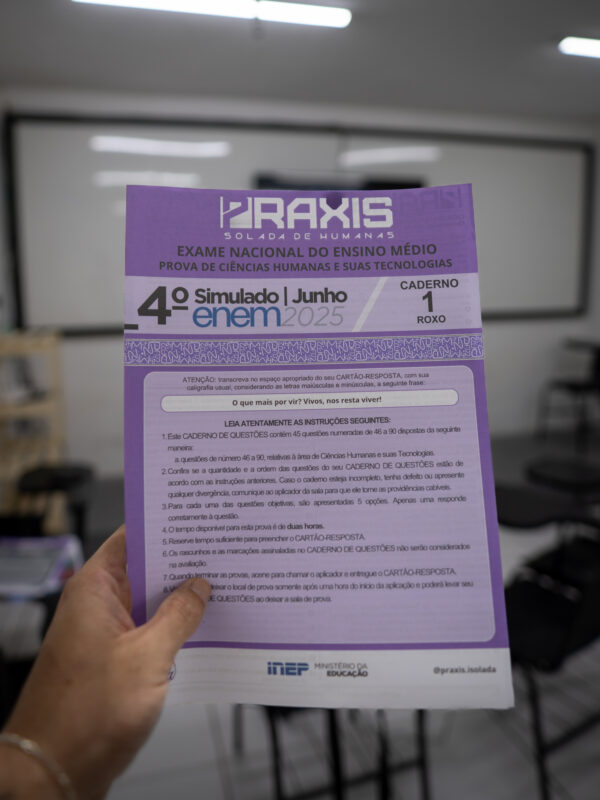 PRAXIS
SOLADA DE HUMANAS
EXAME NACIONAL DO ENSINO MÉDIO
PROVA DE CIÊNCIAS HUMANAS E SUAS TECNOLOGIAS
4º Simulado | Junho
enem2025
CADERNO
1
ROXO
ATENÇÃO: transcreva no espaço apropriado do seu CARTÃO-RESPOSTA, com sua
caligrafia usual, considerando as letras maiúsculas e minúsculas, a seguinte frase:
O que mais por vir? Vivos, nos resta viver!
LEIA ATENTAMENTE AS INSTRUÇÕES SEGUINTES:
1. Este CADERNO DE QUESTÕES contém 45 questões numeradas de 46 a 90 dispostas da seguinte
maneira:
a. questões de número 46 a 90, relativas à área de Ciências Humanas e suas Tecnologias.
2. Confira se a quantidade e a ordem das questões do seu CADERNO DE QUESTÕES estão de
acordo com as instruções anteriores. Caso o caderno esteja incompleto, tenha defeito ou apresente
qualquer divergência, comunique ao aplicador da sala para que ele tome as providências cabíveis.
3. Para cada uma das questões objetivas, são apresentadas 5 opções. Apenas uma responde
corretamente à questão.
4. O tempo disponível para esta prova é de duas horas.
5. Reserve tempo suficiente para preencher o CARTÃO-RESPOSTA.
6. Os rascunhos e as marcações assinaladas no CADERNO DE QUESTÕES não serão considerados
na avaliação.
7. Quando terminar as provas, acene para chamar o aplicador e entregue o CARTÃO-RESPOSTA.
8. deixar o local de prova somente após uma hora do início da aplicação e poderá levar seu
DE QUESTÕES ao deixar a sala de prova.
inep MINISTÉRIO DA
EDUCAÇÃO
@praxis.isolada